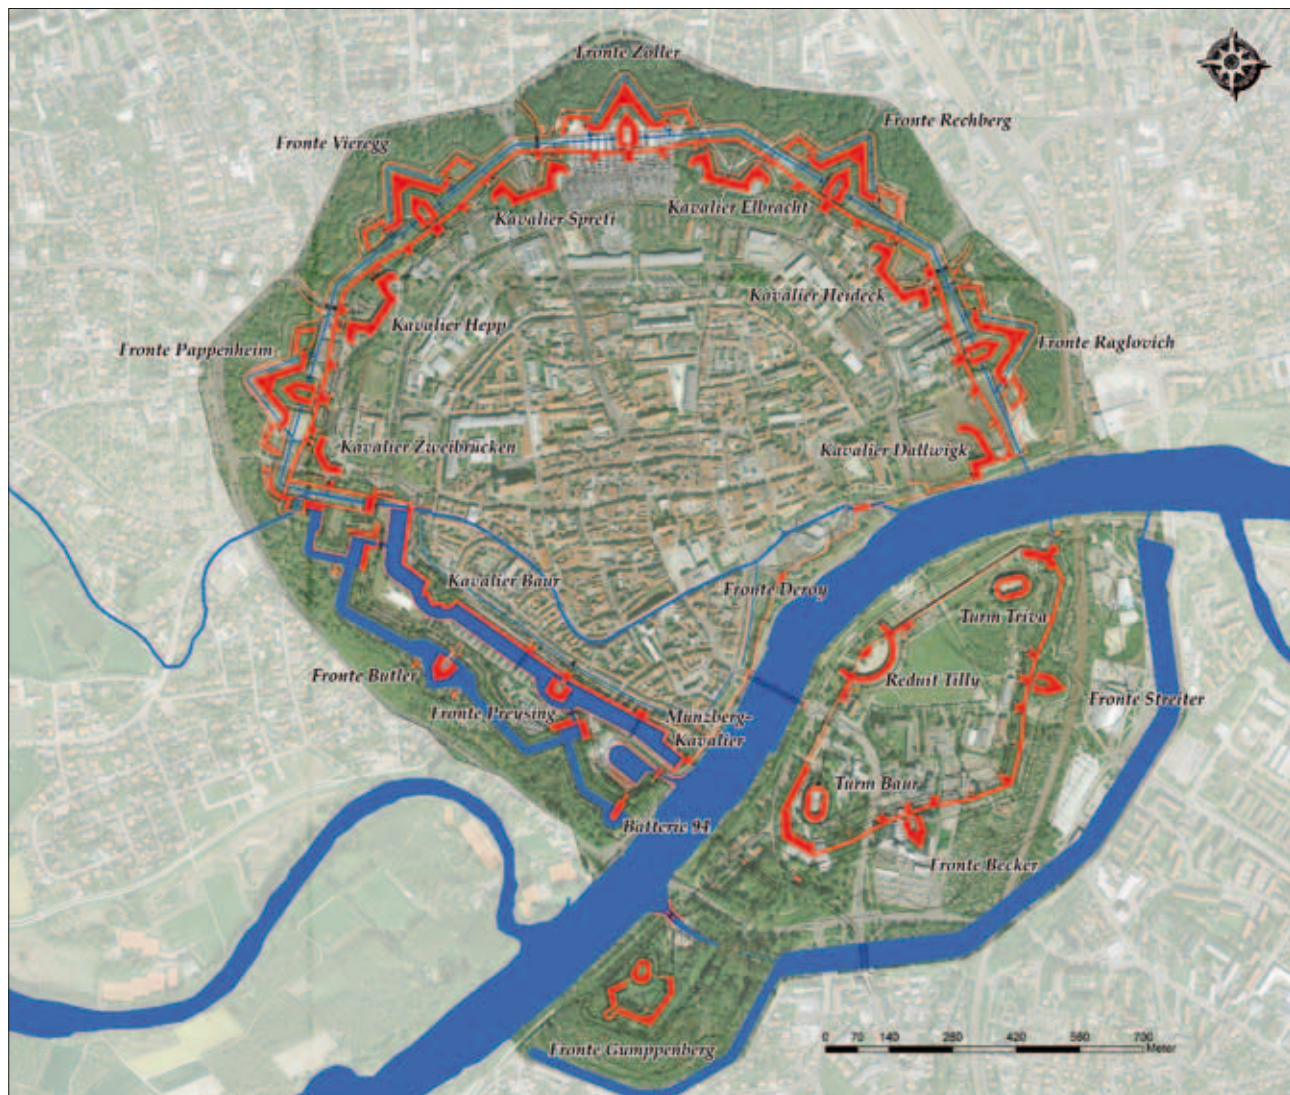 Fronte Zoller
Fronte Rechberg
Fronte Vieregg
Kavalier Elbracht
Kavalier Spreti
Kavalier Heideck
Kavalier Hepp
Fronte Raglovich
Fronte Pappenheim
Kavalier Zweibrücken
Kavalier Dallwigk
Kavalier Baur
Fronte Deroy
Turm Triva
Fronte Butler
Reduit Tilly
Fronte Streiter
Fronte Preysing
Münzberg-
Kavalier
Turm Baur
Batterie 94
Fronte Becker
0 70 140 280 420 560 700
Meter
Fronte Gumppenberg